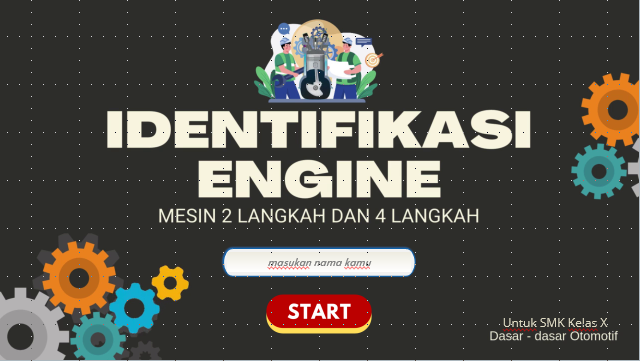 IDENTIFIKASI
ENGINE
MESIN 2 LANGKAH DAN 4 LANGKAH
masukan nama kamu
START
Untuk SMK Kelas X
Dasar - dasar Otomotif